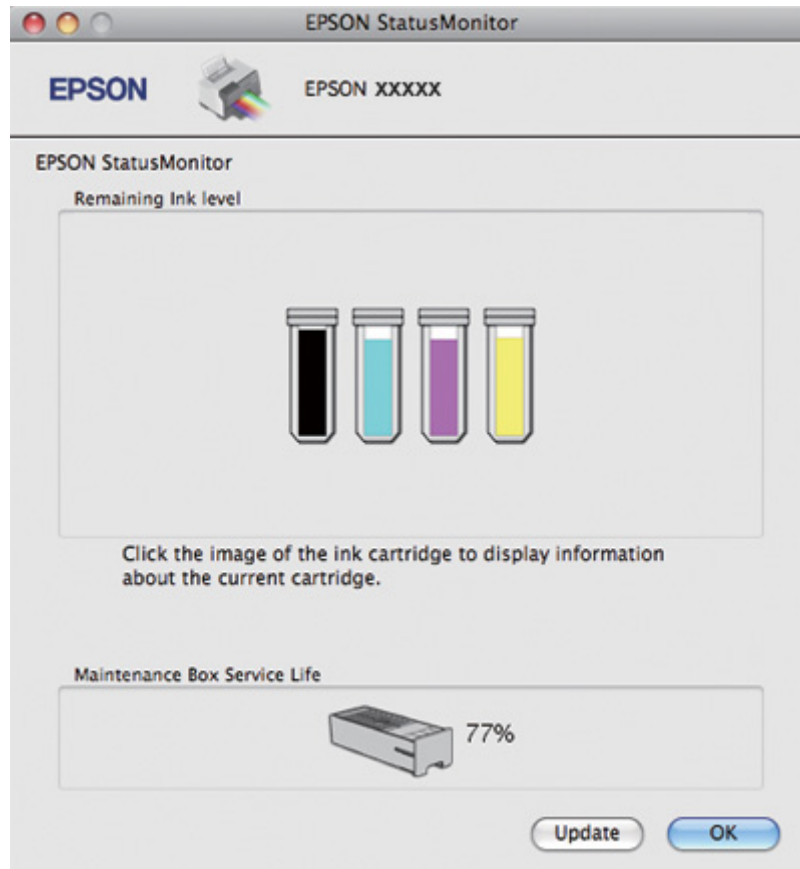 EPSON StatusMonitor
EPSON
EPSON XXXXX
EPSON StatusMonitor
Remaining Ink level
Click the image of the ink cartridge to display information
about the current cartridge.
Maintenance Box Service Life
77%
Update
OK